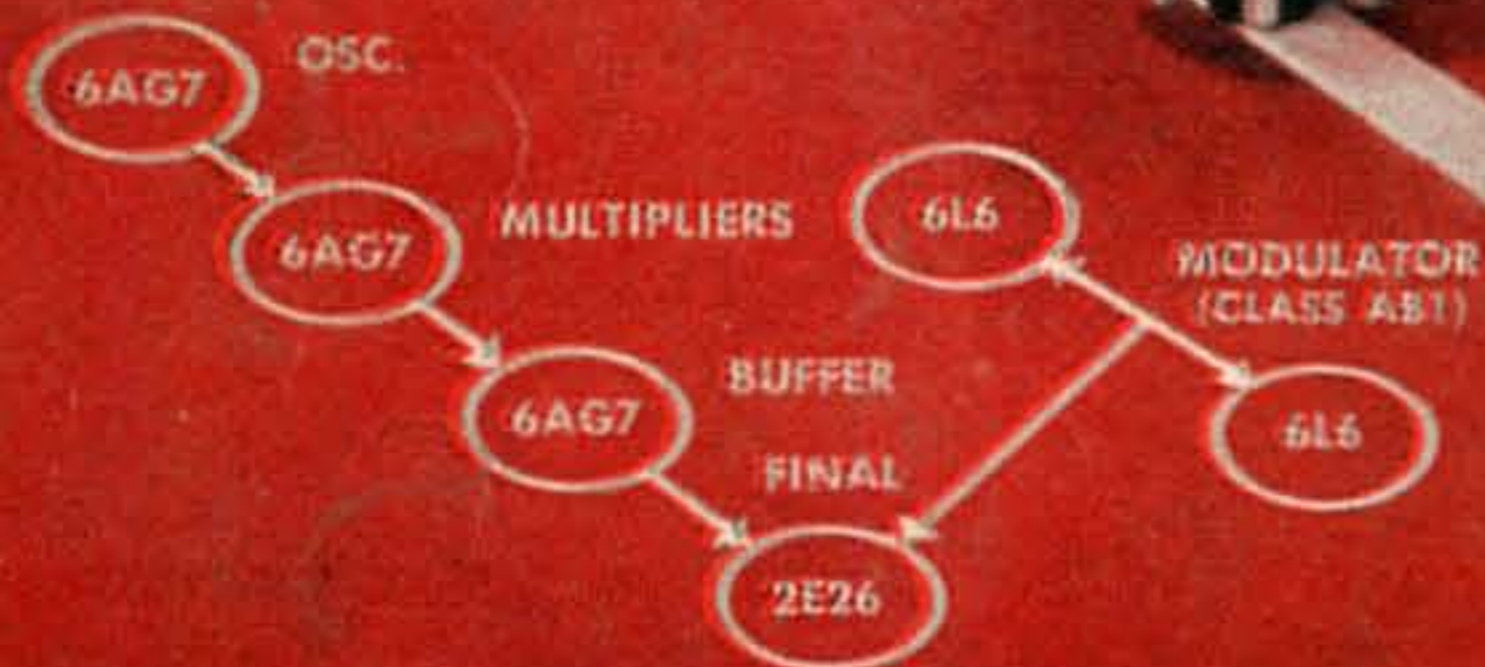 6AG7
OSC.
6AG7
MULTIPLIERS
6L6
MODULATOR
(CLASS AB1)
6AG7
BUFFER
6L6
FINAL
2E26